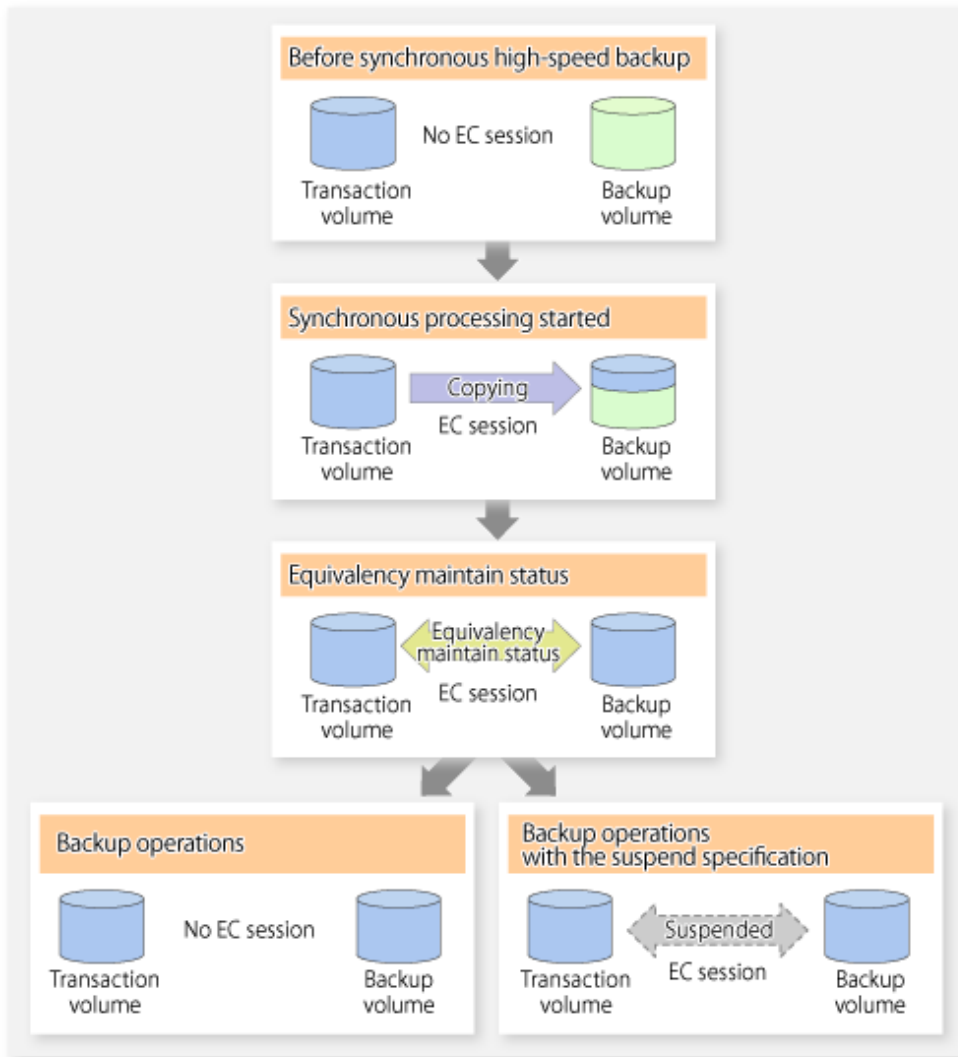 Before synchronous high-speed backup
No EC session
Transaction
volume
Backup
volume
Synchronous processing started
Copying
EC session
Transaction
volume
Backup
volume
Equivalency maintain status
Equivalency
maintain status
EC session
Transaction
volume
Backup
volume
Backup operations
No EC session
Transaction
volume
Backup
volume
Backup operations
with the suspend specification
Suspended
EC session
Transaction
volume
Backup
volume